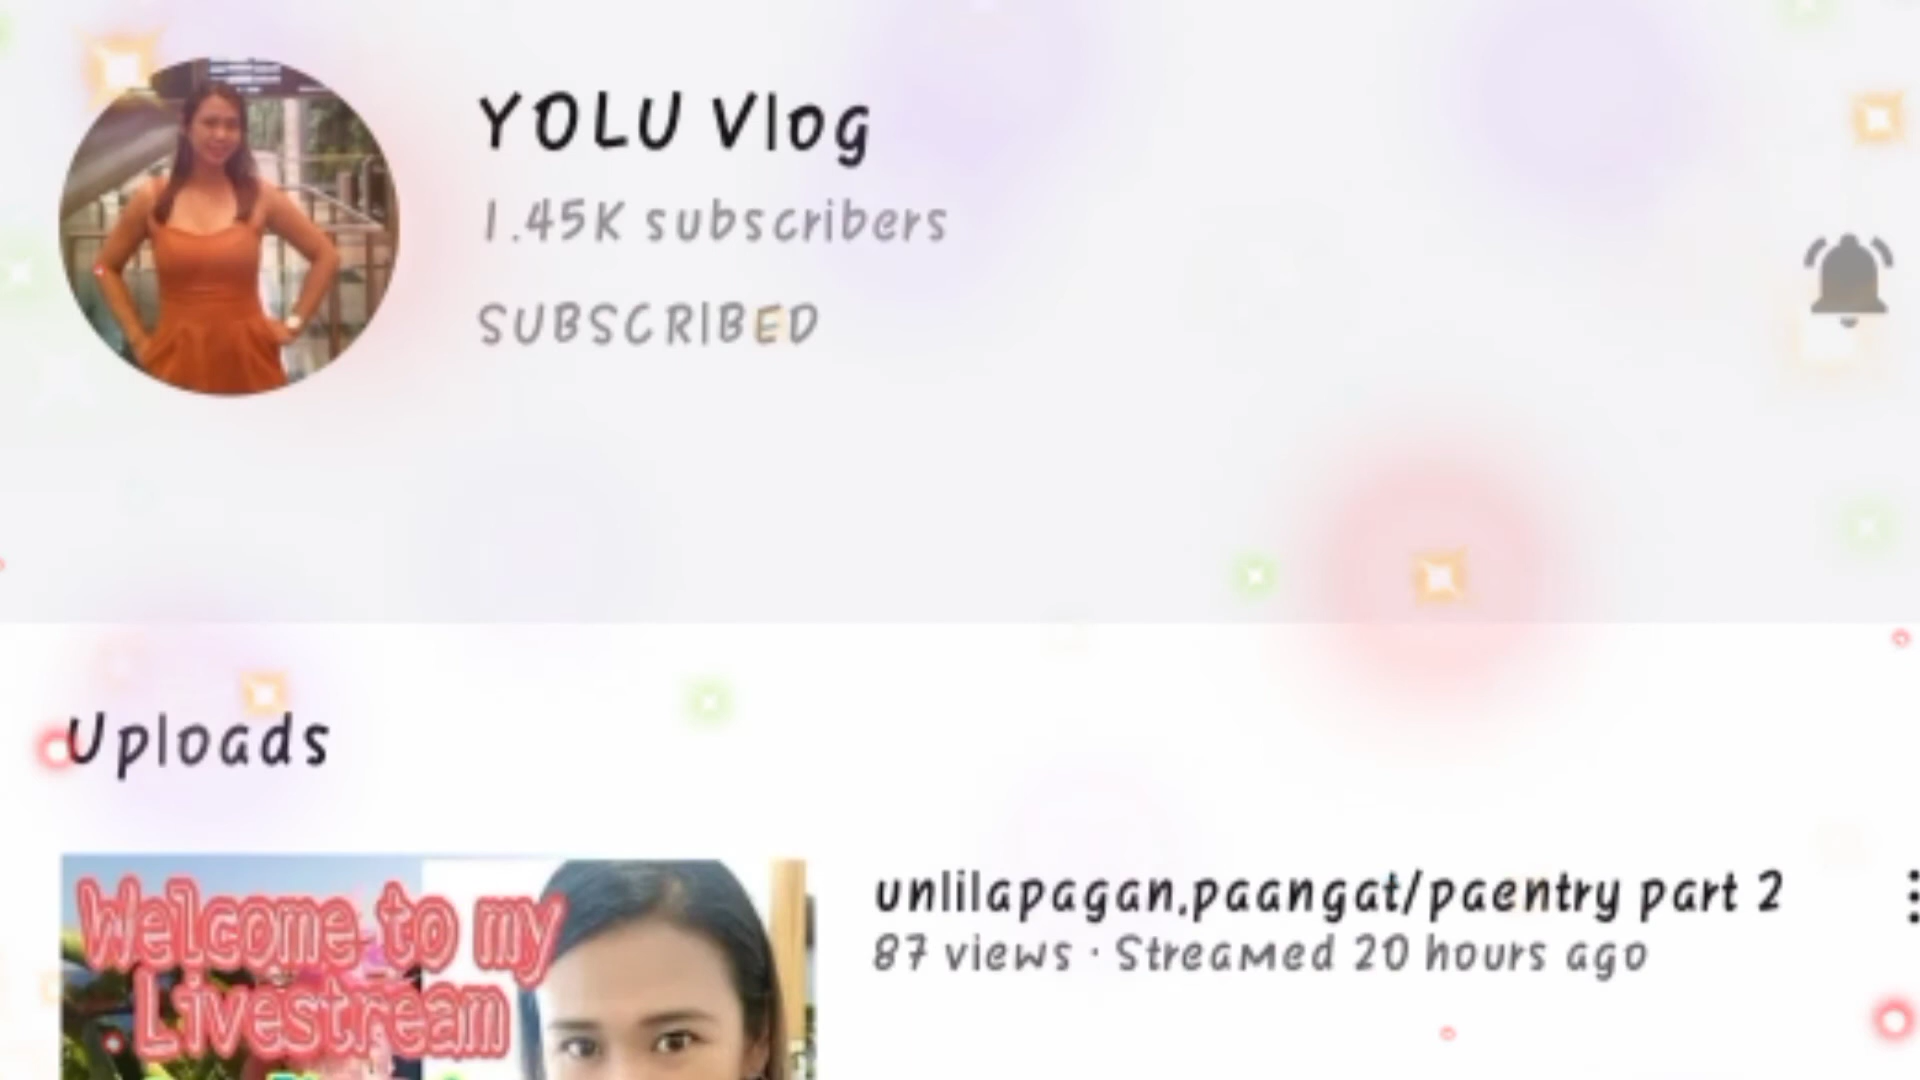 YOLU Vlog
1.45K subscribers
SUBSCRIBED
Uploads
Welcome to my
Livestream
unlilapagan,paangat/paentry part 2
87 views · Streamed 20 hours ago